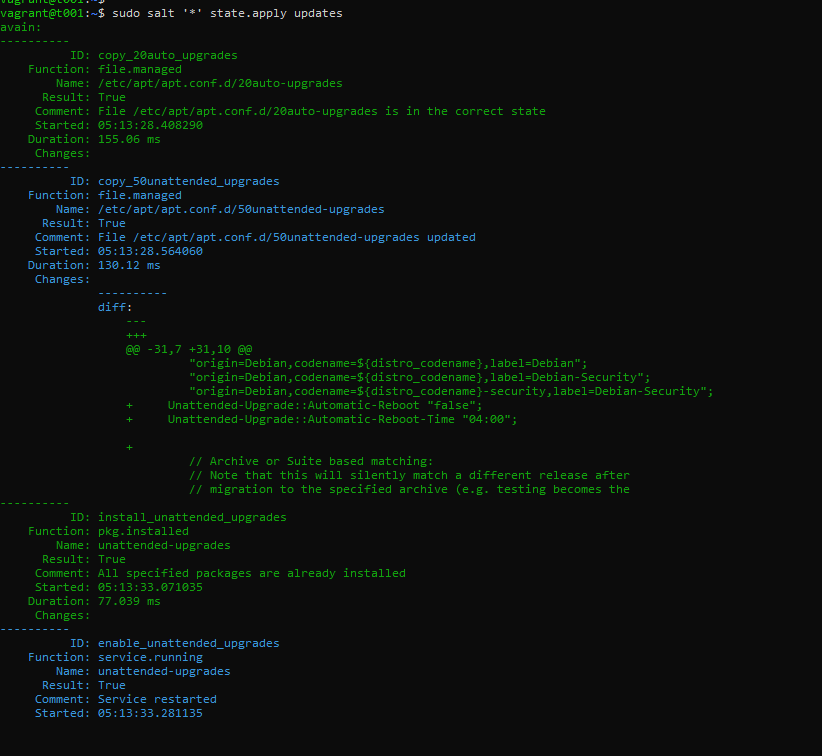 vagrant@t001:~$
vagrant@t001:~$ sudo salt '*' state.apply updates
avain:
----------
          ID: copy_20auto_upgrades
    Function: file.managed
        Name: /etc/apt/apt.conf.d/20auto-upgrades
      Result: True
     Comment: File /etc/apt/apt.conf.d/20auto-upgrades is in the correct state
     Started: 05:13:28.408290
    Duration: 155.06 ms
     Changes:
----------
          ID: copy_50unattended_upgrades
    Function: file.managed
        Name: /etc/apt/apt.conf.d/50unattended-upgrades
      Result: True
     Comment: File /etc/apt/apt.conf.d/50unattended-upgrades updated
     Started: 05:13:28.564060
    Duration: 130.12 ms
     Changes:
              ----------
              diff:
                  ---
                  +++
                  @@ -31,7 +31,10 @@
                           "origin=Debian,codename=${distro_codename},label=Debian";
                           "origin=Debian,codename=${distro_codename},label=Debian-Security";
                           "origin=Debian,codename=${distro_codename}-security,label=Debian-Security";
                  +     Unattended-Upgrade::Automatic-Reboot "false";
                  +     Unattended-Upgrade::Automatic-Reboot-Time "04:00";
                  +
                           // Archive or Suite based matching:
                           // Note that this will silently match a different release after
                           // migration to the specified archive (e.g. testing becomes the
----------
          ID: install_unattended_upgrades
    Function: pkg.installed
        Name: unattended-upgrades
      Result: True
     Comment: All specified packages are already installed
     Started: 05:13:33.071035
    Duration: 77.039 ms
     Changes:
----------
          ID: enable_unattended_upgrades
    Function: service.running
        Name: unattended-upgrades
      Result: True
     Comment: Service restarted
     Started: 05:13:33.281135